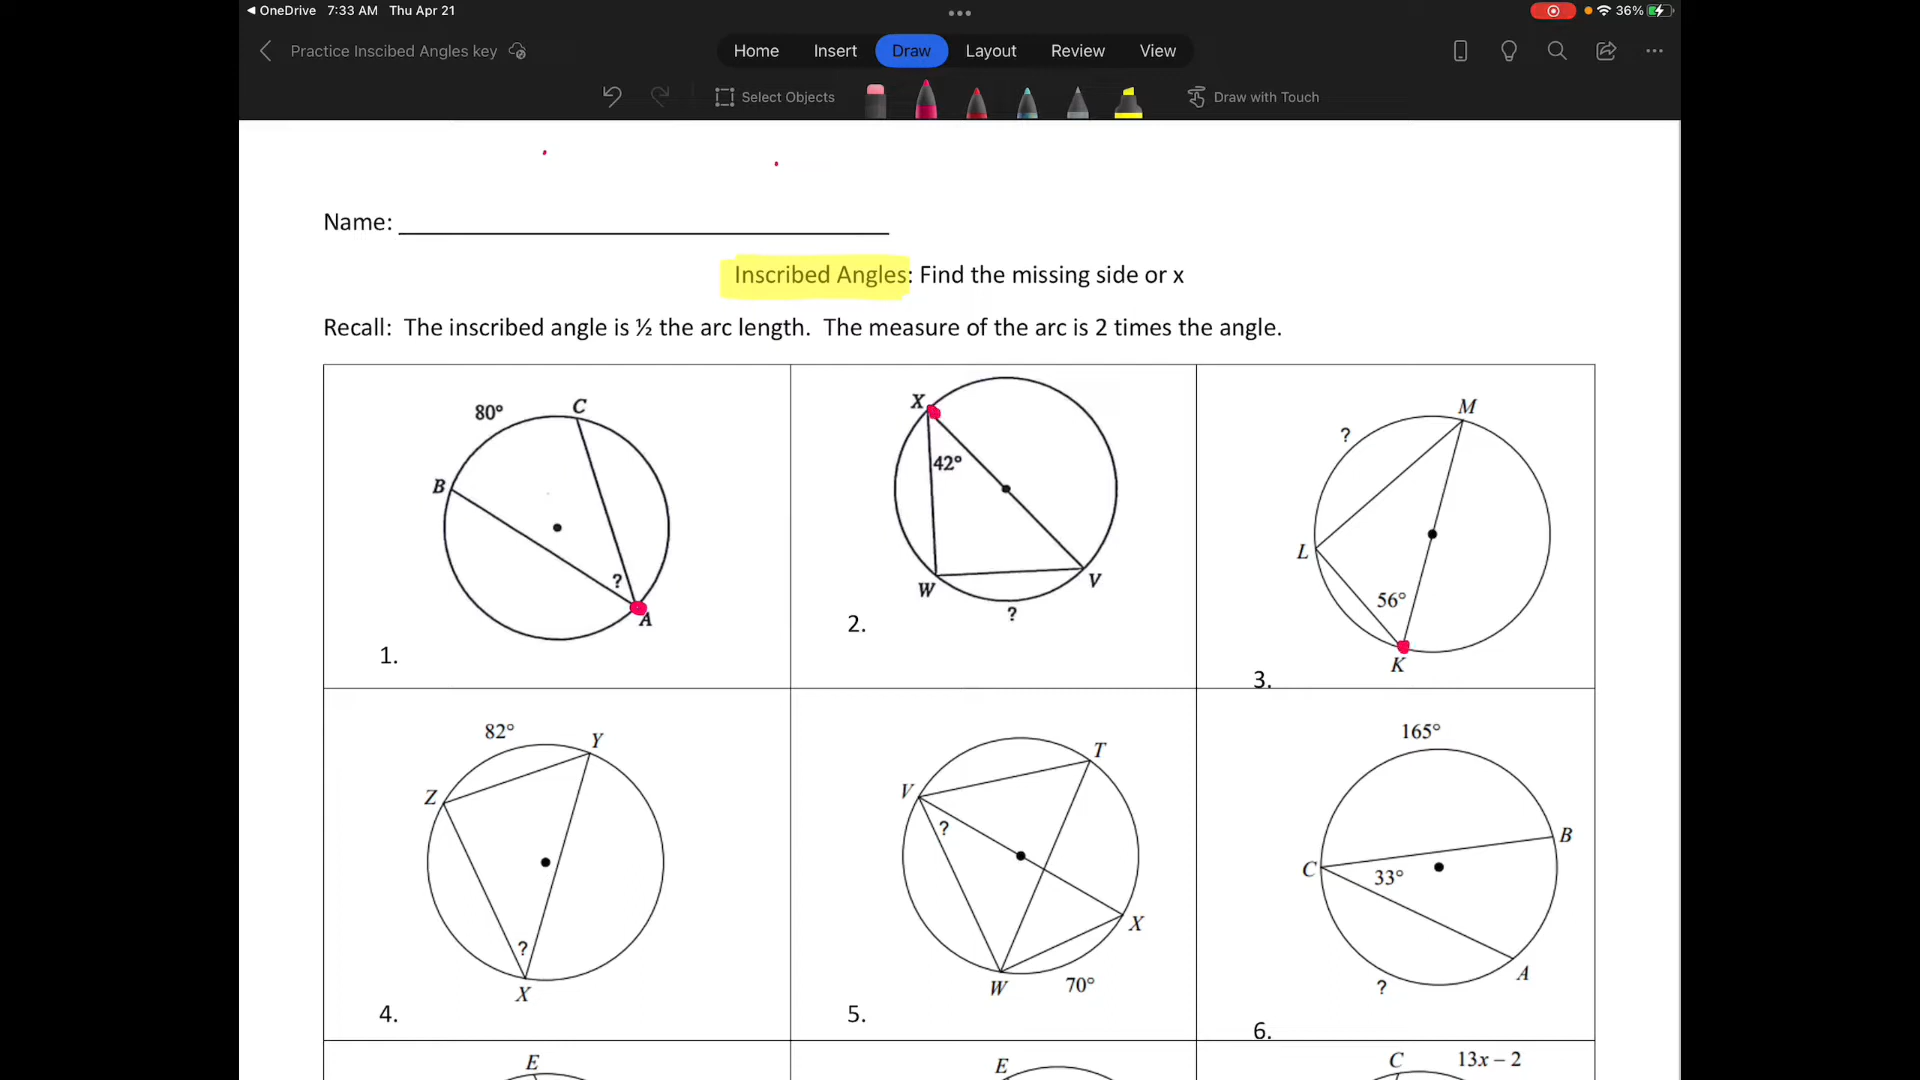 OneDrive 7:33 AM Thu Apr 21 36%
Practice Inscibed Angles key Home Insert Draw Layout Review View
Select Objects Draw with Touch
Name:
Inscribed Angles: Find the missing side or x
Recall: The inscribed angle is ½ the arc length. The measure of the arc is 2 times the angle.
80° C
B
?
A
1.
X
42°
W V
?
2.
M
?
L
56°
K
3.
82° Y
Z
?
X
4.
T
V
?
X
W 70°
5.
165°
B
C 33°
A
?
6.
E
E
C 13x – 2